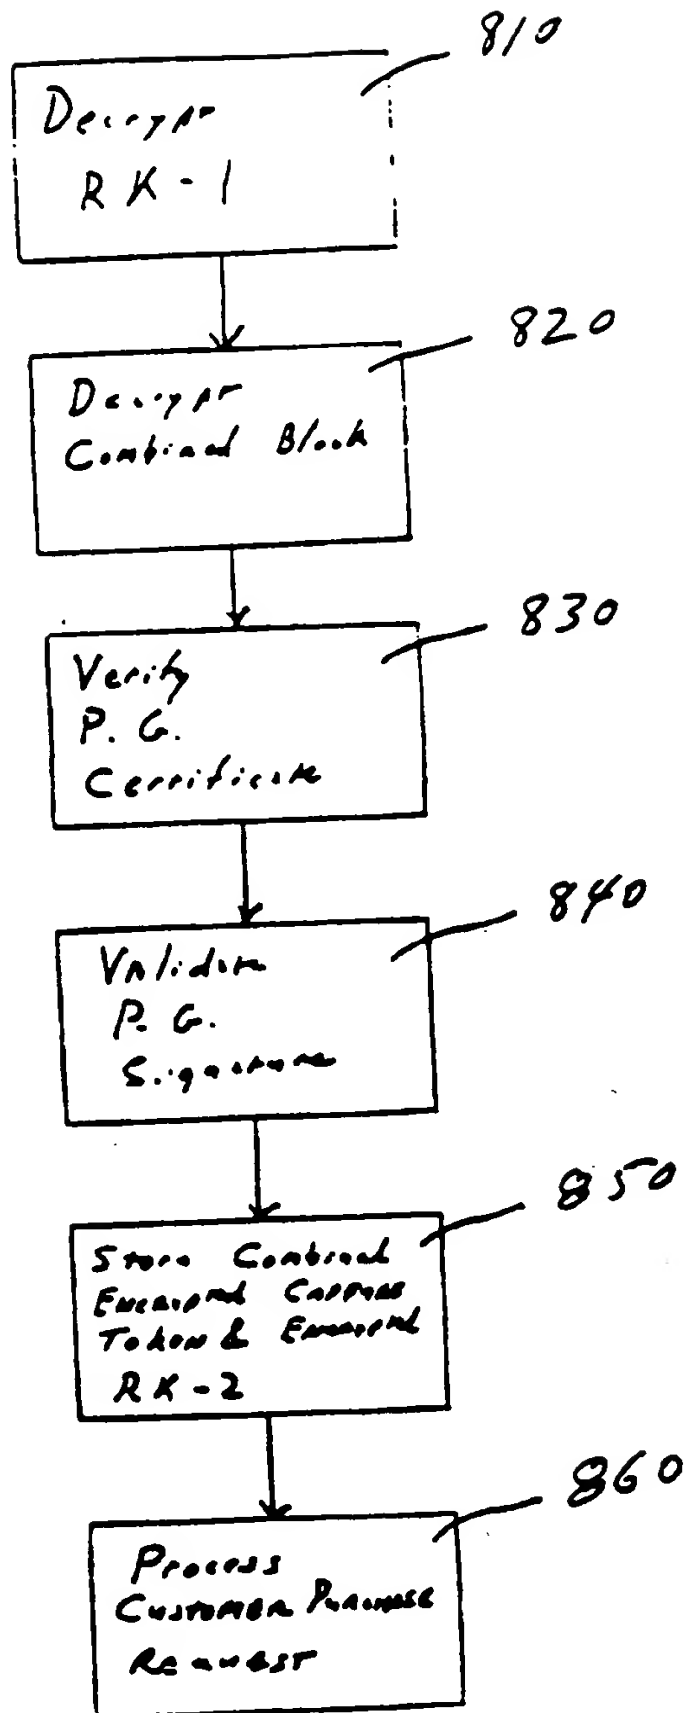 810
Decrypt
RK-1
820
Decrypt
Combined Block
830
Verify
P. G.
Certificate
840
Validate
P. G.
Signature
850
Store Combined
Encrypted Capture
Token & Encrypted
RK-2
860
Process
Customer Purchase
Request